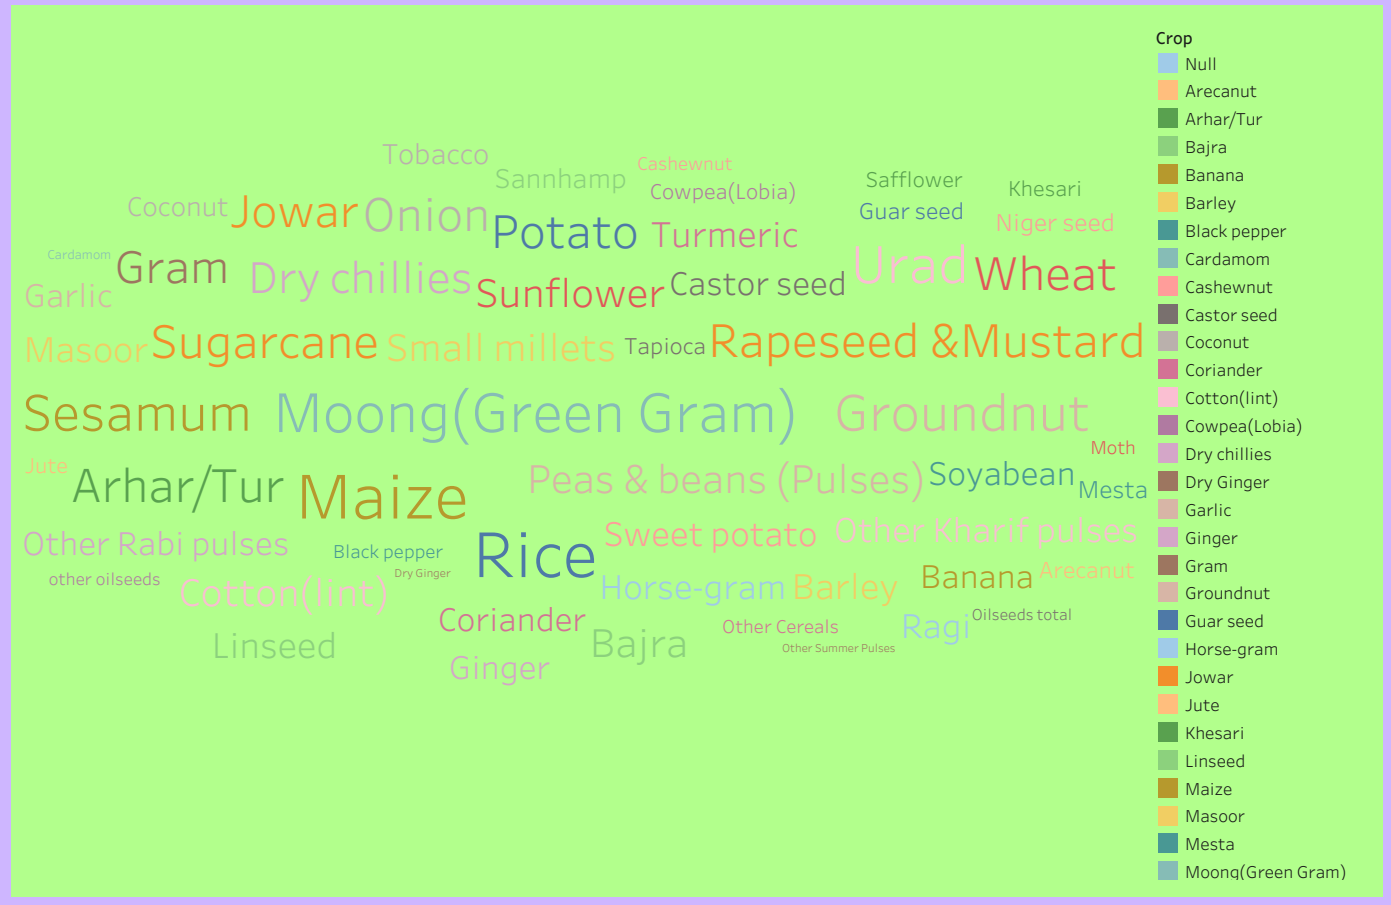 Tobacco
Cashewnut
Sannhamp
Cowpea(Lobia)
Safflower
Khesari
Coconut
Jowar
Onion
Potato
Turmeric
Guar seed
Niger seed
Cardamom
Gram
Dry chillies
Sunflower
Castor seed
Urad
Wheat
Garlic
Masoor
Sugarcane
Small millets
Tapioca
Rapeseed &Mustard
Sesamum
Moong(Green Gram)
Groundnut
Moth
Jute
Arhar/Tur
Maize
Peas & beans (Pulses)
Soyabean
Mesta
Other Rabi pulses
Black pepper
Rice
Sweet potato
Other Kharif pulses
other oilseeds
Cotton(lint)
Dry Ginger
Horse-gram
Barley
Banana
Arecanut
Coriander
Other Cereals
Ragi
Oilseeds total
Linseed
Ginger
Bajra
Other Summer Pulses
Crop
Null
Arecanut
Arhar/Tur
Bajra
Banana
Barley
Black pepper
Cardamom
Cashewnut
Castor seed
Coconut
Coriander
Cotton(lint)
Cowpea(Lobia)
Dry chillies
Dry Ginger
Garlic
Ginger
Gram
Groundnut
Guar seed
Horse-gram
Jowar
Jute
Khesari
Linseed
Maize
Masoor
Mesta
Moong(Green Gram)